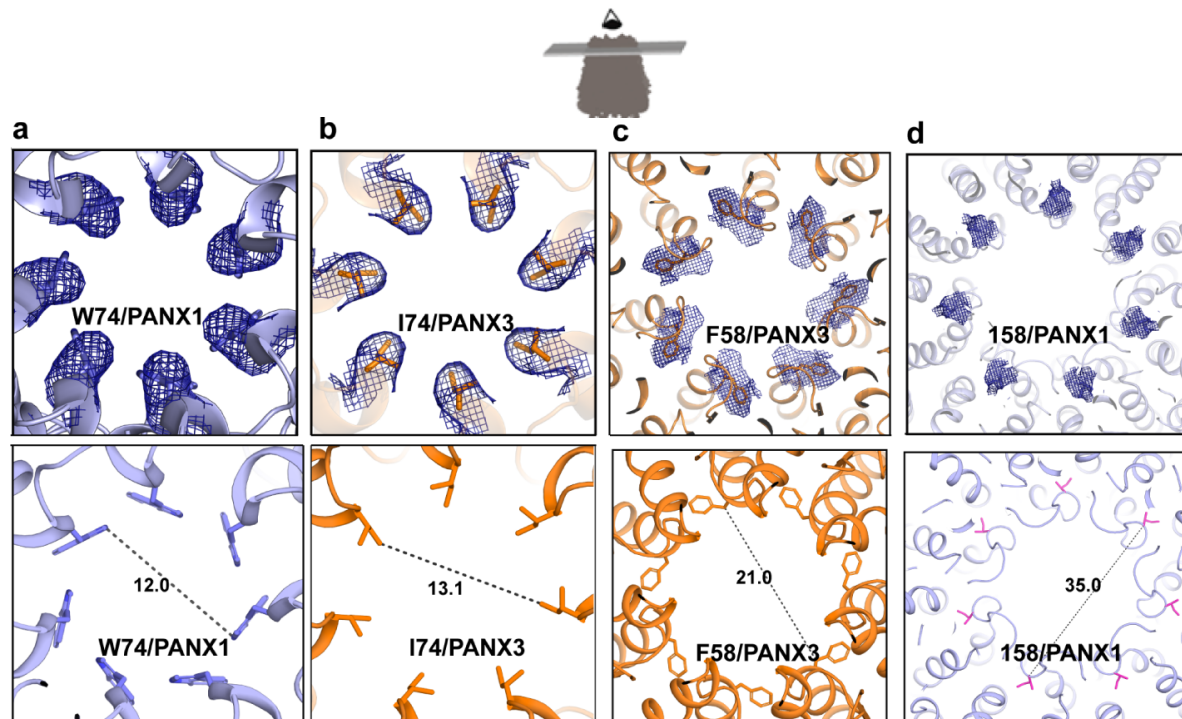 a
b
c
d
W74/PANX1
I74/PANX3
F58/PANX3
158/PANX1
12.0
W74/PANX1
13.1
I74/PANX3
21.0
F58/PANX3
35.0
158/PANX1